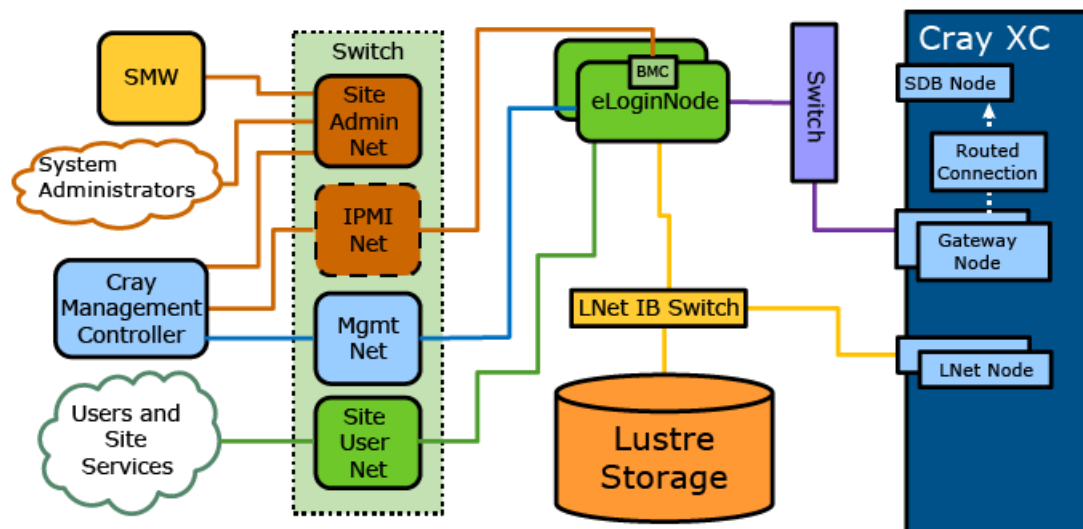 SMW
System
Administrators
Cray
Management
Controller
Users and
Site
Services
Switch
Site
Admin
Net
IPMI
Net
Mgmt
Net
Site
User
Net
BMC
eLoginNode
Switch
LNet IB Switch
Lustre
Storage
Cray XC
SDB Node
Routed
Connection
Gateway
Node
LNet Node